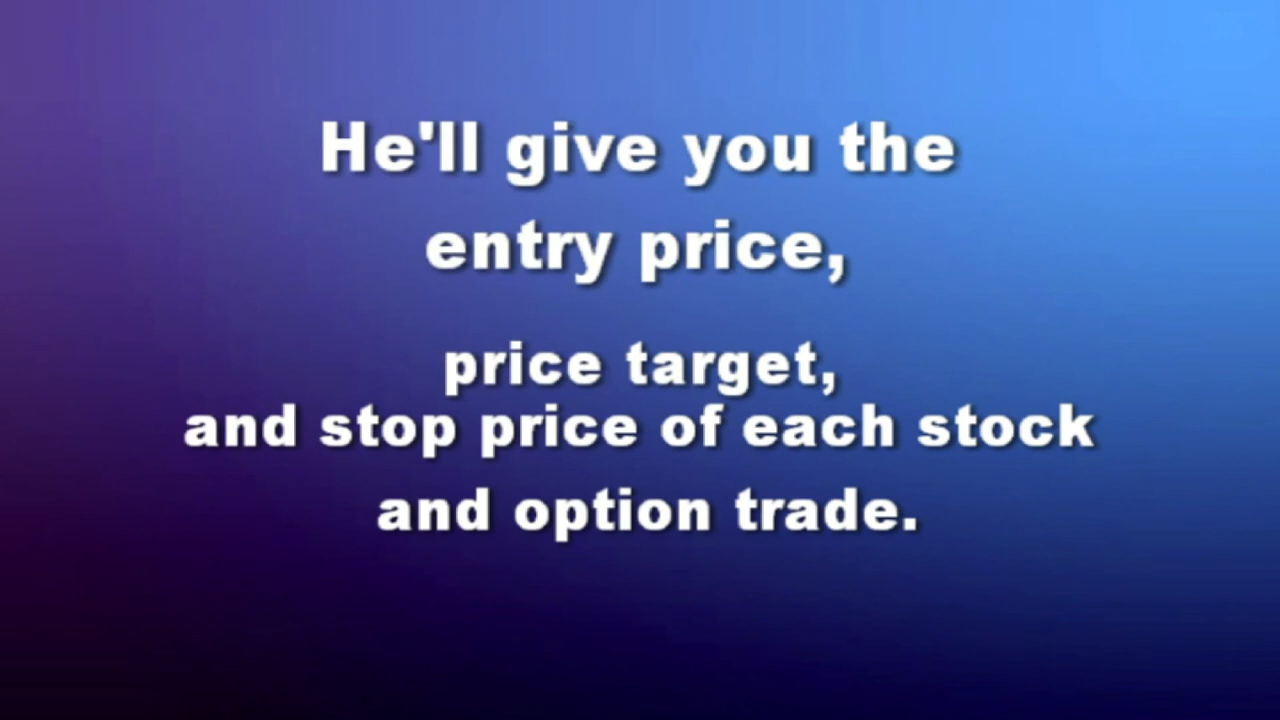 He'll give you the
entry price,
price target,
and stop price of each stock
and option trade.